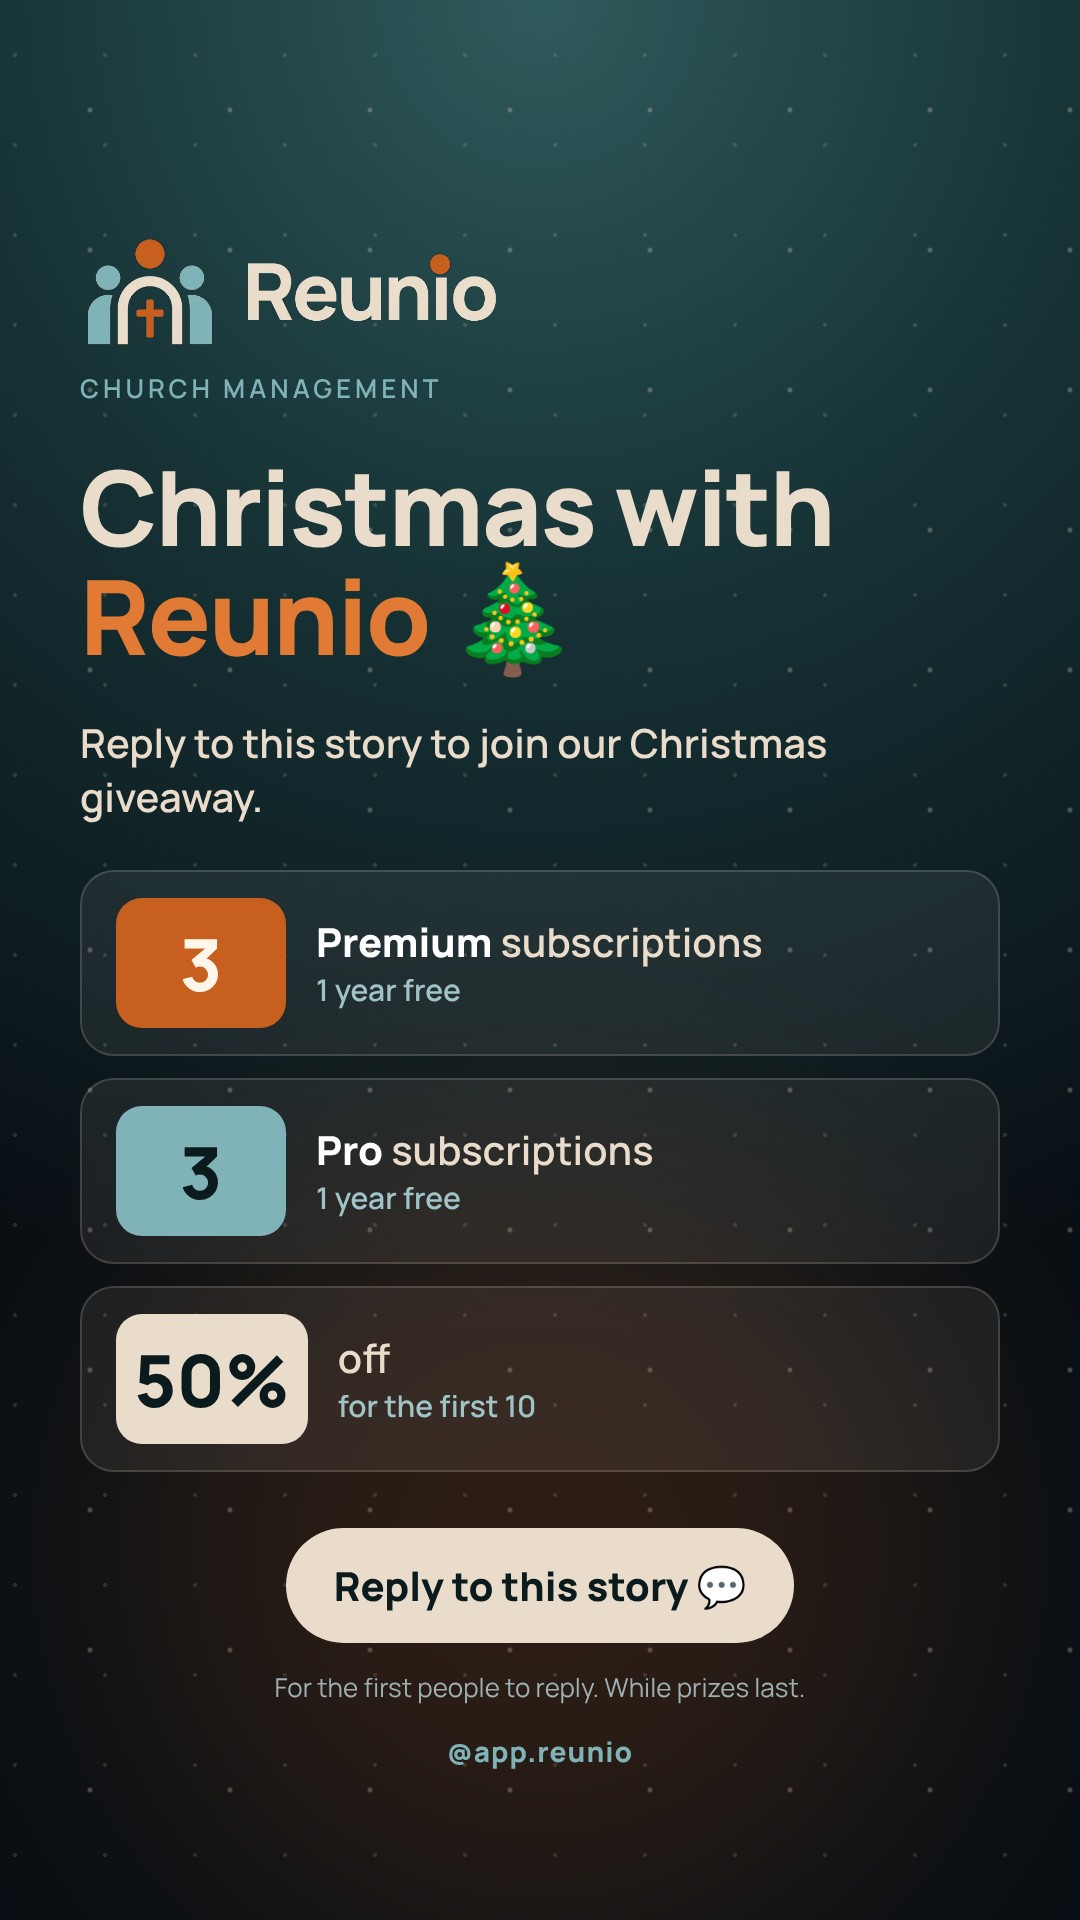 Reunio
CHURCH MANAGEMENT
Christmas with
Reunio 🎄
Reply to this story to join our Christmas
giveaway.
3
Premium subscriptions
1 year free
3
Pro subscriptions
1 year free
50%
off
for the first 10
Reply to this story 💬
For the first people to reply. While prizes last.
@app.reunio